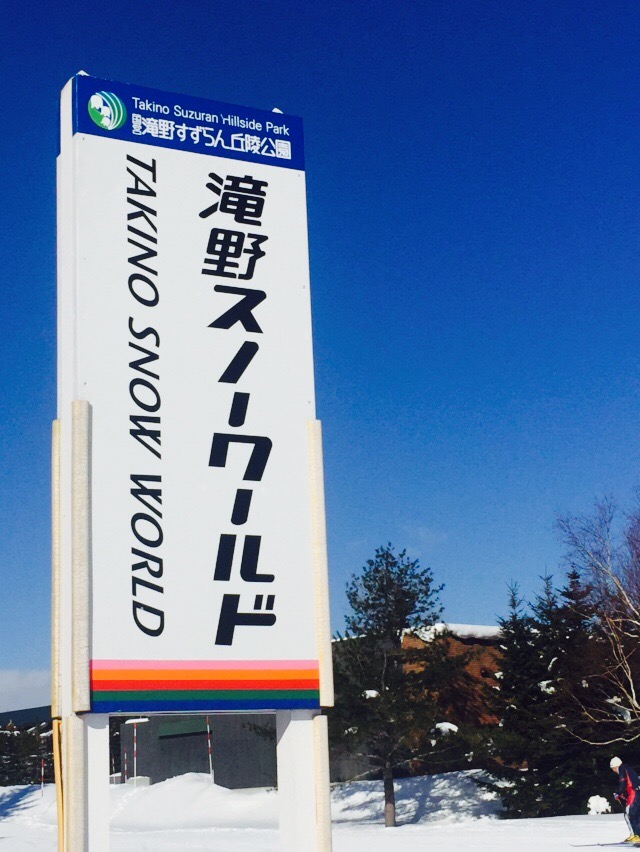 Takino Suzuran Hillside Park
国営滝野すずらん丘陵公園
滝野スノーワールド
TAKINO SNOW WORLD